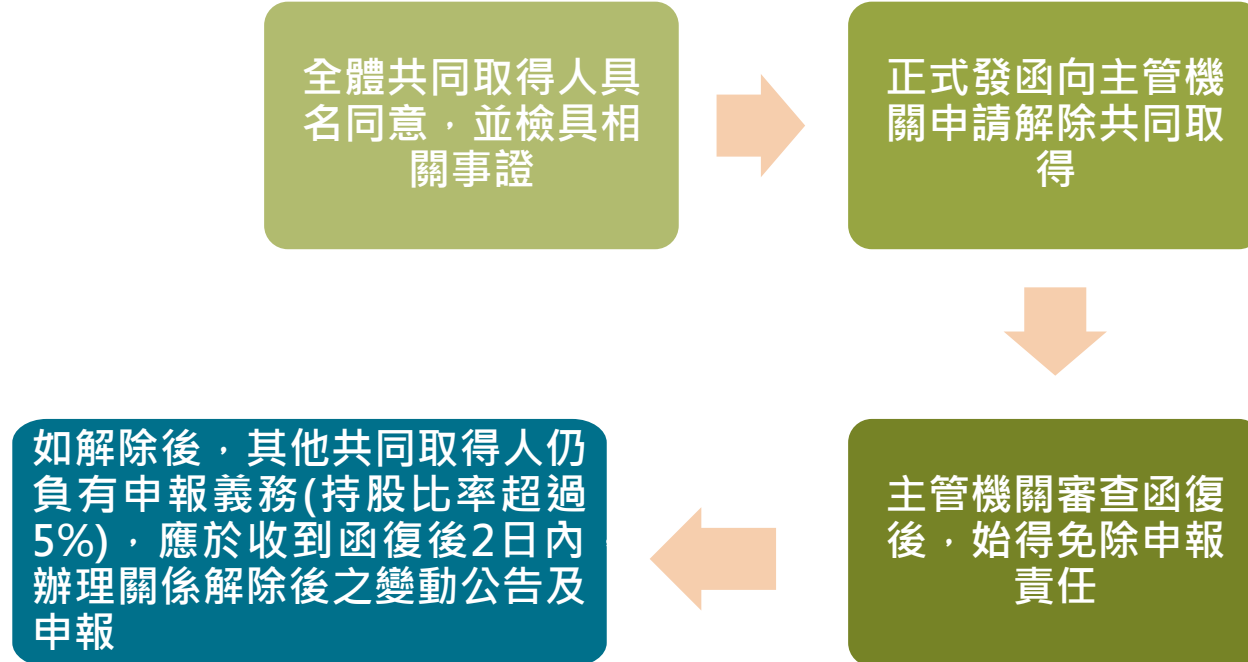 全體共同取得人具
名同意，並檢具相
關事證
正式發函向主管機
關申請解除共同取
得
主管機關審查函復
後，始得免除申報
責任
如解除後，其他共同取得人仍
負有申報義務(持股比率超過
5%)，應於收到函復後2日內
辦理關係解除後之變動公告及
申報